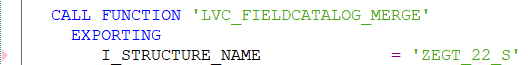 CALL FUNCTION 'LVC_FIELDCATALOG_MERGE'
EXPORTING
I_STRUCTURE_NAME = 'ZEGT_22_S'